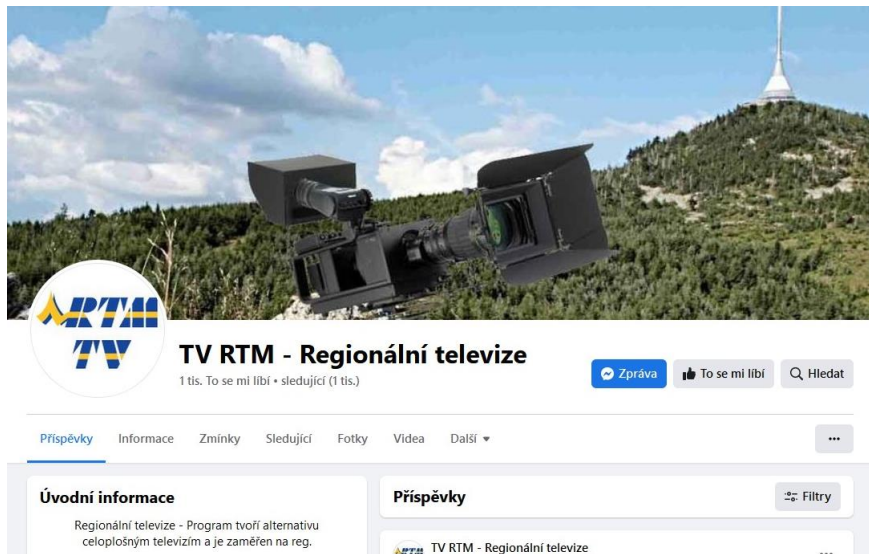 RTM
TV
TV RTM - Regionální televize
1 tis. To se mi líbí • sledující (1 tis.)
Zpráva
To se mi líbí
Hledat
Příspěvky Informace Zmínky Sledující Fotky Videa Další
Úvodní informace
Regionální televize - Program tvoří alternativu
celoplošným televizím a je zaměřen na reg.
Příspěvky
Filtry
TV RTM - Regionální televize